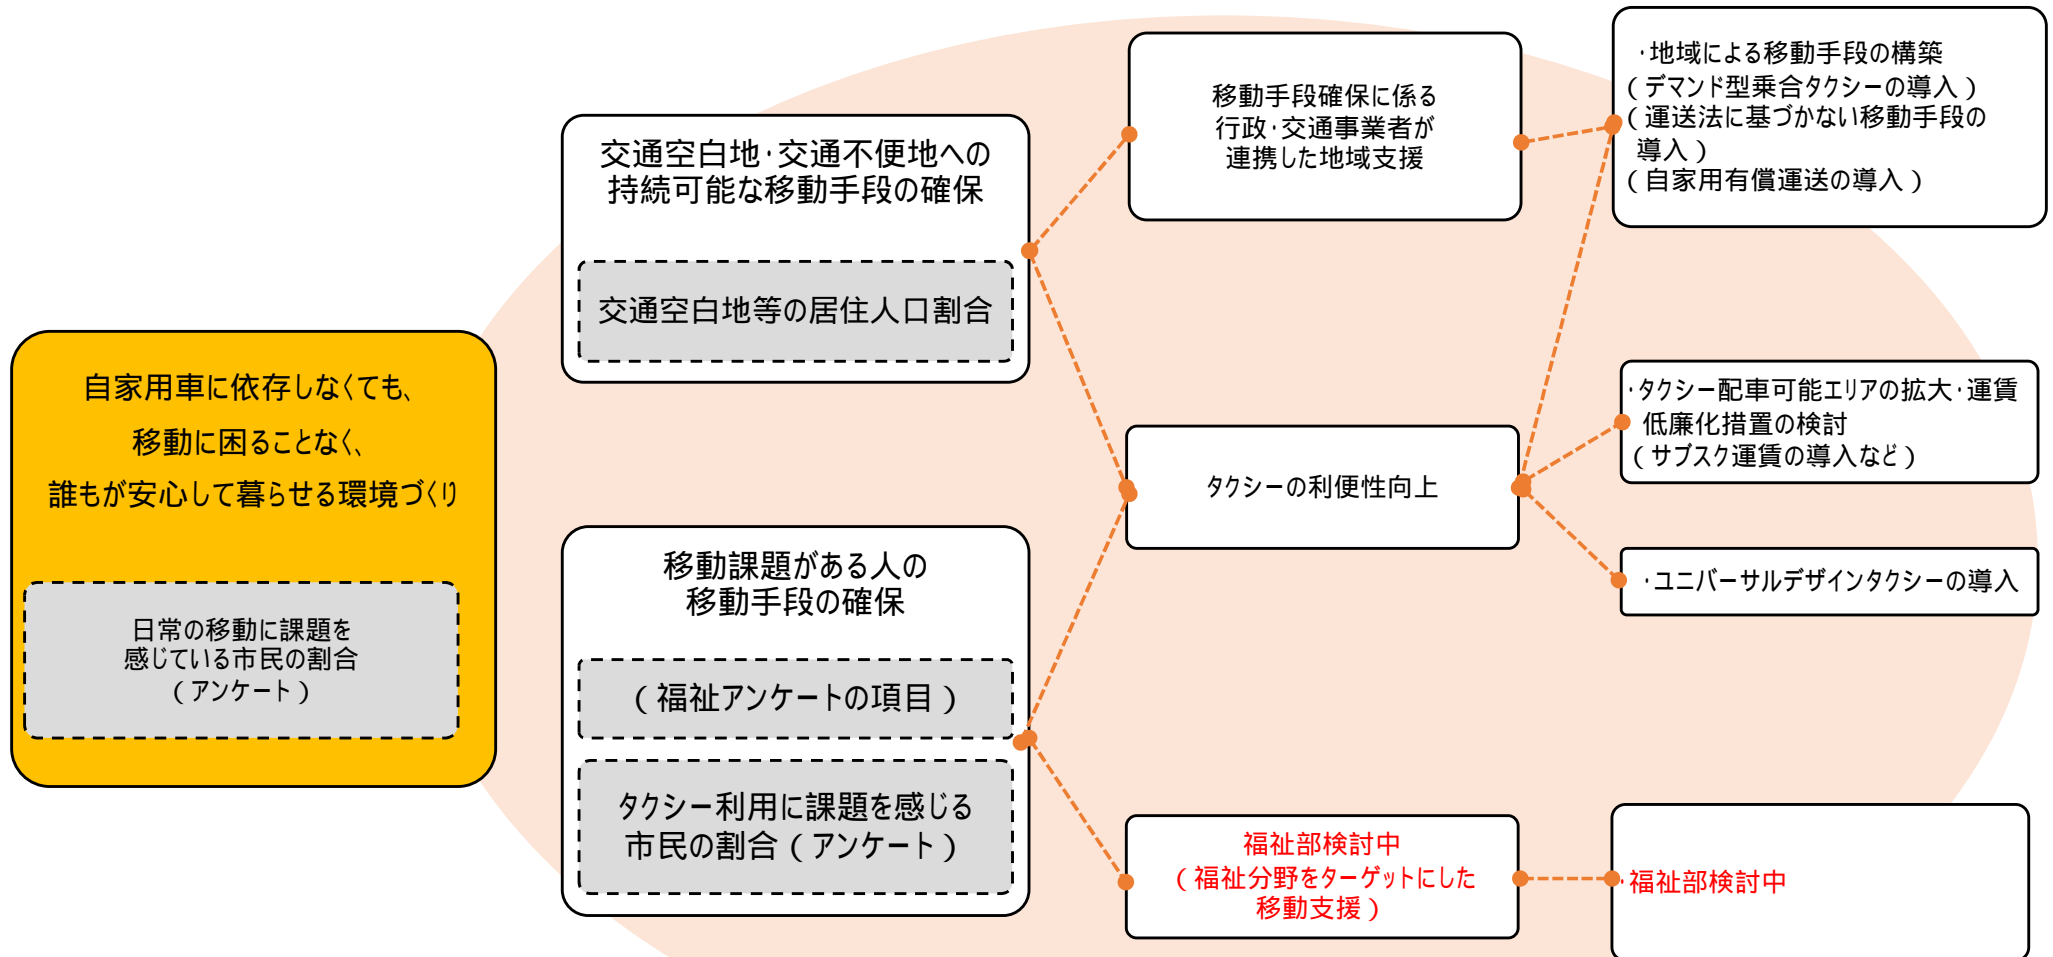 自家用車に依存しなくても、
移動に困ることなく、
誰もが安心して暮らせる環境づくり
日常の移動に課題を
感じている市民の割合
（アンケート）
交通空白地・交通不便地への
持続可能な移動手段の確保
交通空白地等の居住人口割合
移動課題がある人の
移動手段の確保
（福祉アンケートの項目）
タクシー利用に課題を感じる
市民の割合（アンケート）
移動手段確保に係る
行政・交通事業者が
連携した地域支援
タクシーの利便性向上
福祉部検討中
（福祉分野をターゲットにした
移動支援）
・地域による移動手段の構築
（デマンド型乗合タクシーの導入）
（運送法に基づかない移動手段の
導入）
（自家用有償運送の導入）
・タクシー配車可能エリアの拡大・運賃
低廉化措置の検討
（サブスク運賃の導入など）
・ユニバーサルデザインタクシーの導入
・福祉部検討中